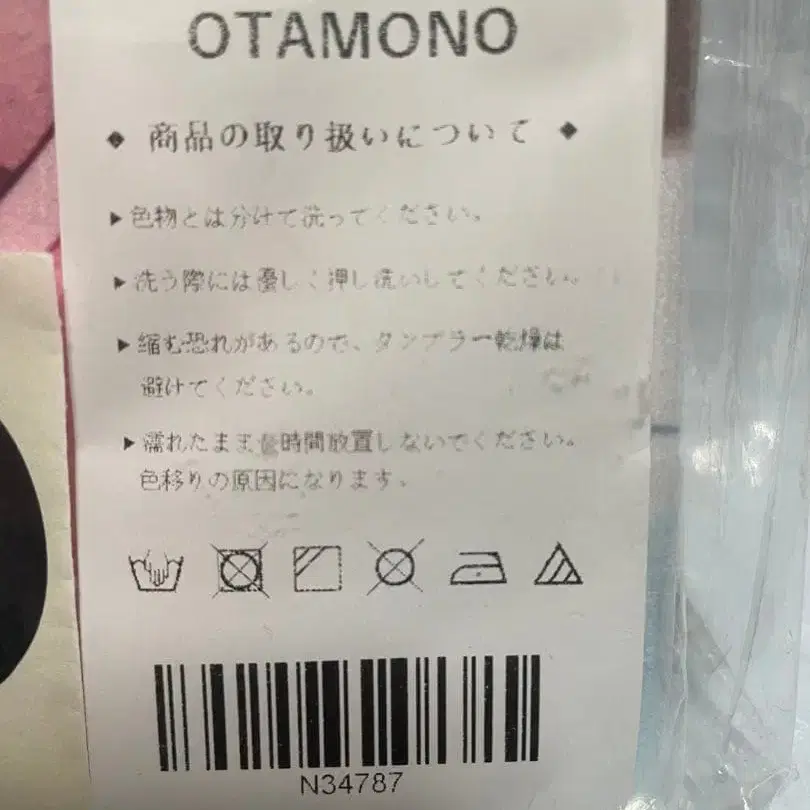 OTAMONO
◆ 商品の取り扱いについて ◆
▶色物とは分けて洗ってください。
▶洗う際には優しく押し洗いしてください。
▶縮む恐れがあるので、タンブラー乾燥は
避けてください。
▶濡れたまま長時間放置しないでください。
色移りの原因になります。
N34787